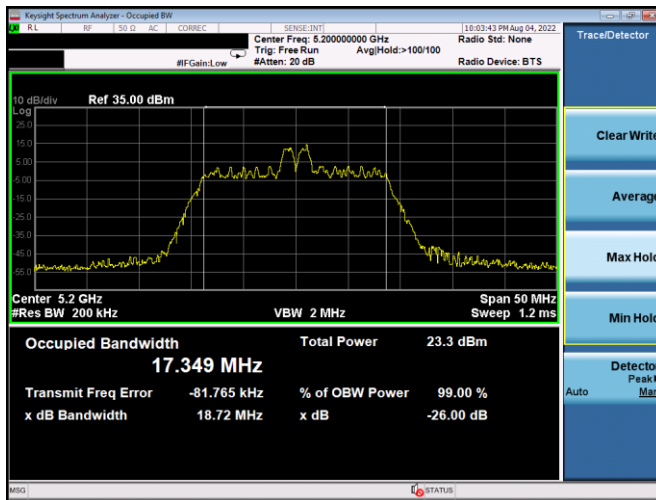 Keysight Spectrum Analyzer - Occupied BW
RL RF 50 Ω AC CORREC SENSE:INT 10:03:43 PM Aug 04, 2022
Center Freq: 5.200000000 GHz Radio Std: None
Trig: Free Run Avg|Hold:>100/100
#IFGain:Low #Atten: 20 dB Radio Device: BTS
Trace/Detector
10 dB/div Ref 35.00 dBm
Log
25.0
15.0
5.00
-5.00
-15.0
-25.0
-35.0
-45.0
-55.0
Center 5.2 GHz Span 50 MHz
#Res BW 200 kHz VBW 2 MHz Sweep 1.2 ms
Occupied Bandwidth Total Power 23.3 dBm
17.349 MHz
Transmit Freq Error -81.765 kHz % of OBW Power 99.00 %
x dB Bandwidth 18.72 MHz x dB -26.00 dB
Clear Write
Average
Max Hold
Min Hold
Detector
Peak
Auto Man
MSG STATUS